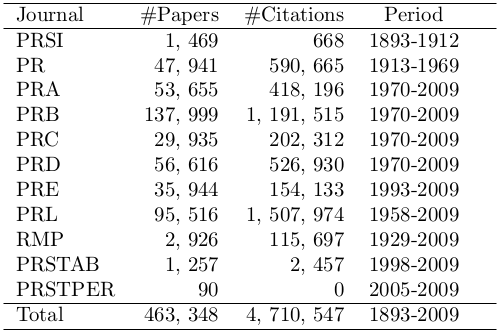 Journal #Papers #Citations Period
PRSI 1, 469 668 1893-1912
PR 47, 941 590, 665 1913-1969
PRA 53, 655 418, 196 1970-2009
PRB 137, 999 1, 191, 515 1970-2009
PRC 29, 935 202, 312 1970-2009
PRD 56, 616 526, 930 1970-2009
PRE 35, 944 154, 133 1993-2009
PRL 95, 516 1, 507, 974 1958-2009
RMP 2, 926 115, 697 1929-2009
PRSTAB 1, 257 2, 457 1998-2009
PRSTPER 90 0 2005-2009
Total 463, 348 4, 710, 547 1893-2009